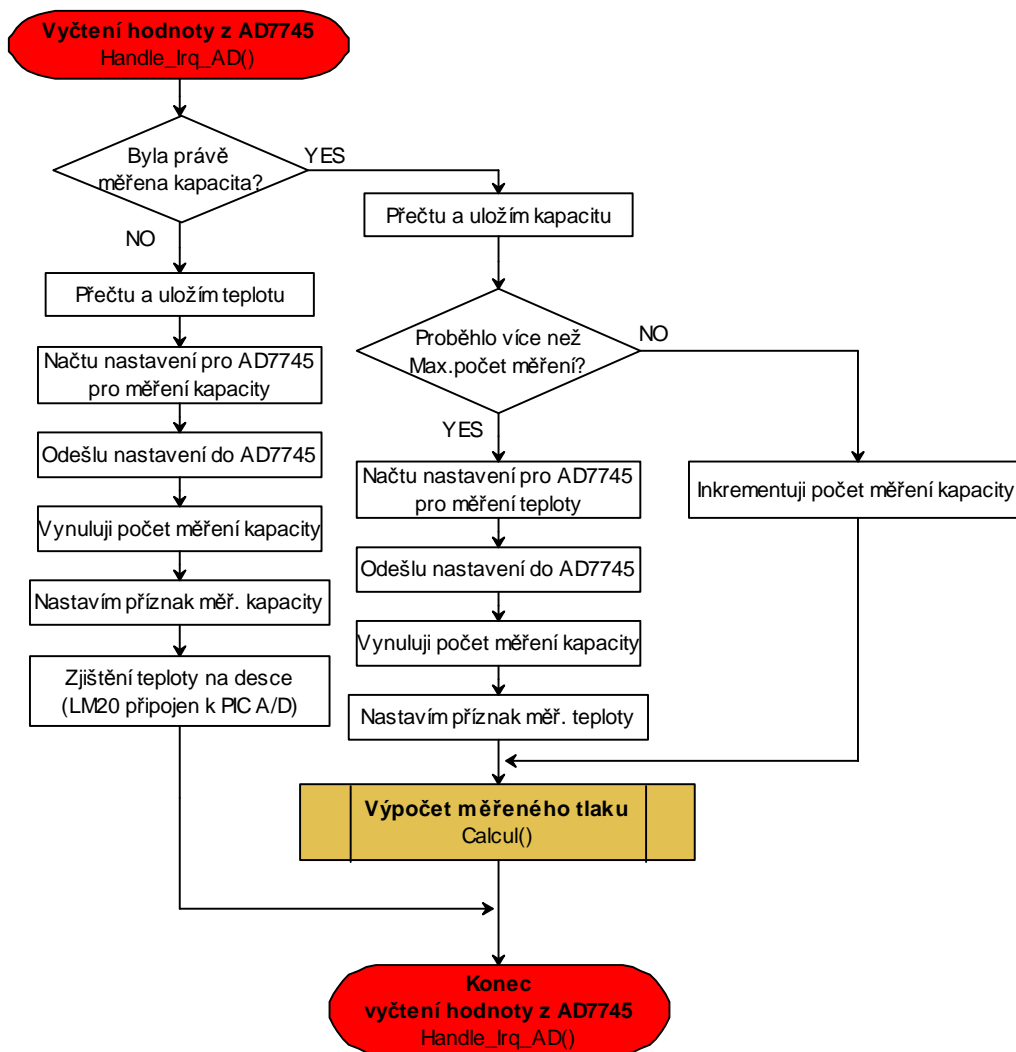 Vyčtení hodnoty z AD7745
Handle_Irq_AD()
Byla právě
měřena kapacita?
YES
NO
Přečtu a uložím teplotu
Načtu nastavení pro AD7745
pro měření kapacity
Odešlu nastavení do AD7745
Vynuluji počet měření kapacity
Nastavím příznak měř. kapacity
Zjištění teploty na desce
(LM20 připojen k PIC A/D)
Přečtu a uložím kapacitu
Proběhlo více než
Max.počet měření?
NO
YES
Načtu nastavení pro AD7745
pro měření teploty
Odešlu nastavení do AD7745
Vynuluji počet měření kapacity
Nastavím příznak měř. teploty
Inkrementuji počet měření kapacity
Výpočet měřeného tlaku
Calcul()
Konec
vyčtení hodnoty z AD7745
Handle_Irq_AD()